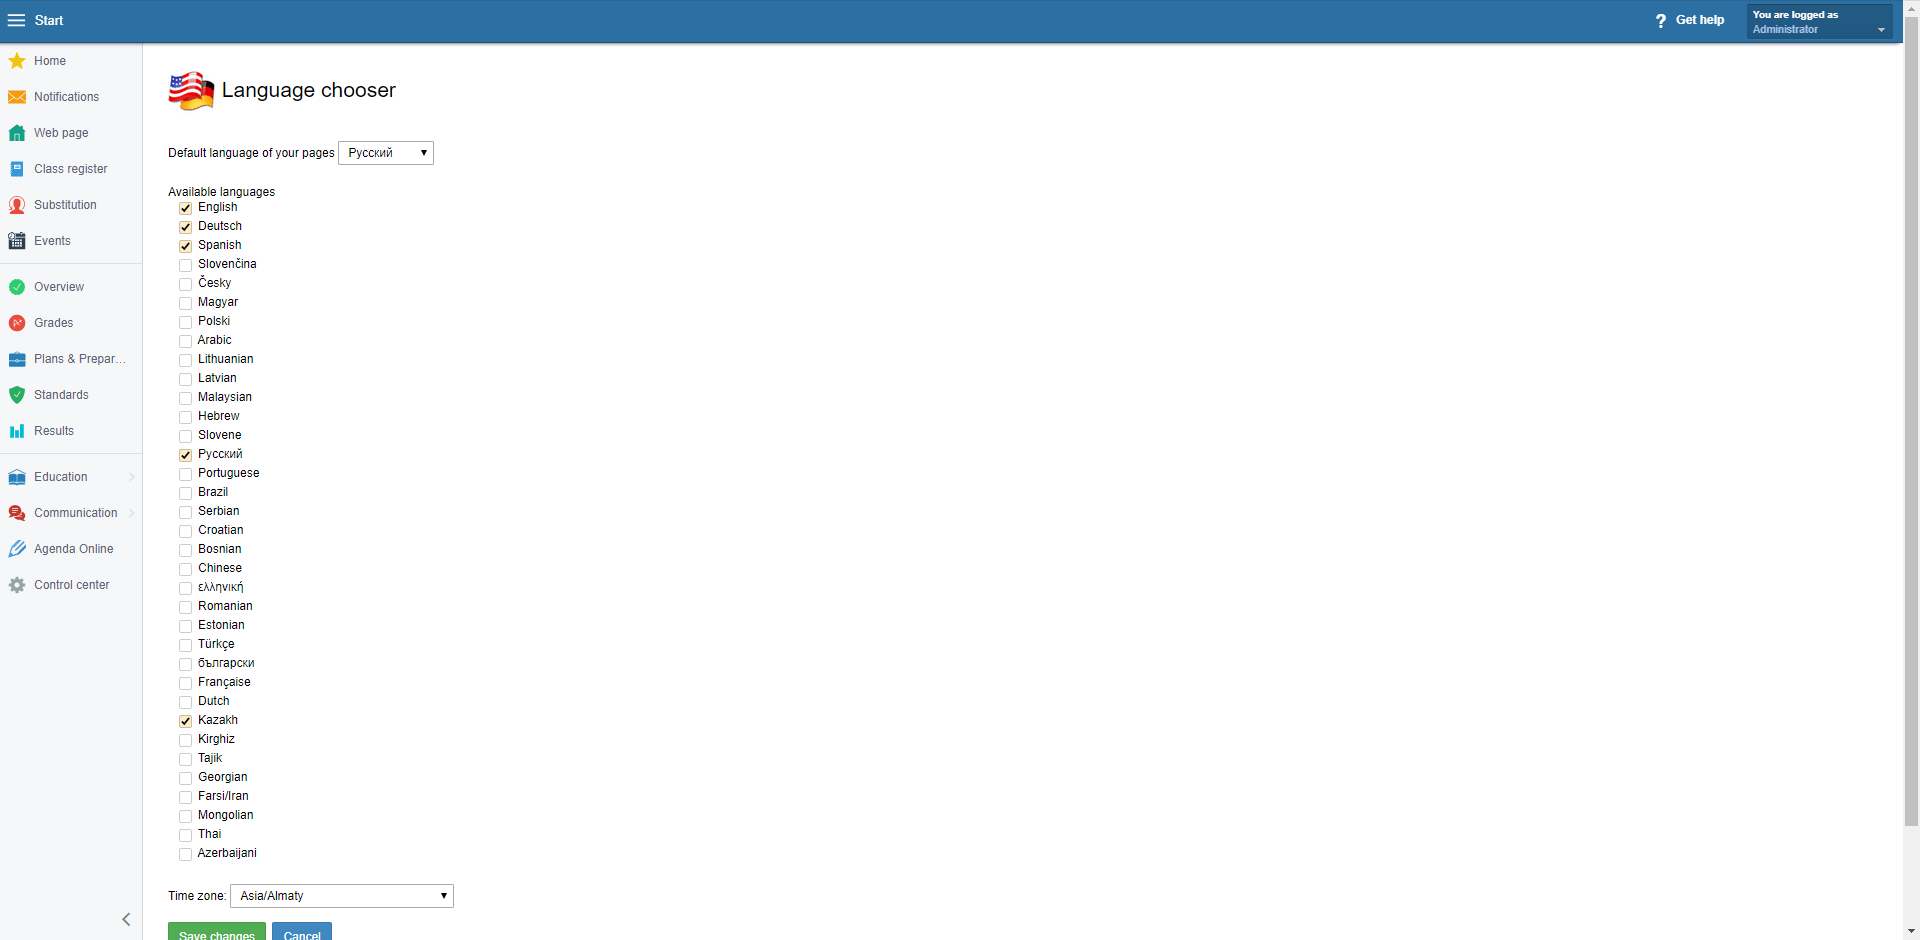 Start
Get help
You are logged as
Administrator
Home
Notifications
Web page
Class register
Substitution
Events
Overview
Grades
Plans & Prepar...
Standards
Results
Education
Communication
Agenda Online
Control center
Language chooser
Default language of your pages Русский
Available languages
English
Deutsch
Spanish
Slovenčina
Česky
Magyar
Polski
Arabic
Lithuanian
Latvian
Malaysian
Hebrew
Slovene
Русский
Portuguese
Brazil
Serbian
Croatian
Bosnian
Chinese
ελληνική
Romanian
Estonian
Türkçe
български
Française
Dutch
Kazakh
Kirghiz
Tajik
Georgian
Farsi/Iran
Mongolian
Thai
Azerbaijani
Time zone: Asia/Almaty
Save changes Cancel